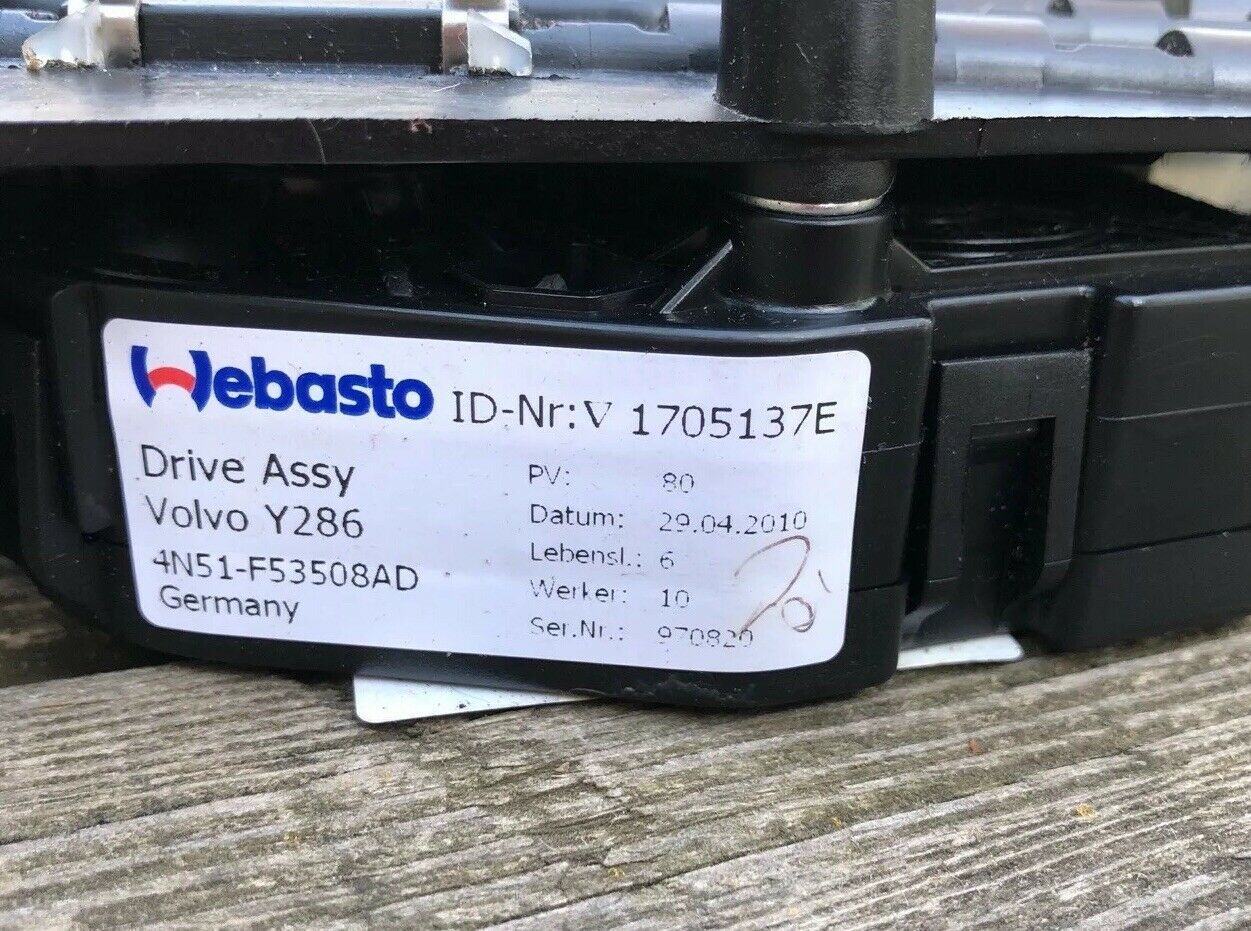 Webasto ID-Nr: V 1705137E
Drive Assy
Volvo Y286
4N51-F53508AD
Germany
PV: 80
Datum: 29.04.2010
Lebensl.: 6
Werker: 10
Ser.Nr.: 970820